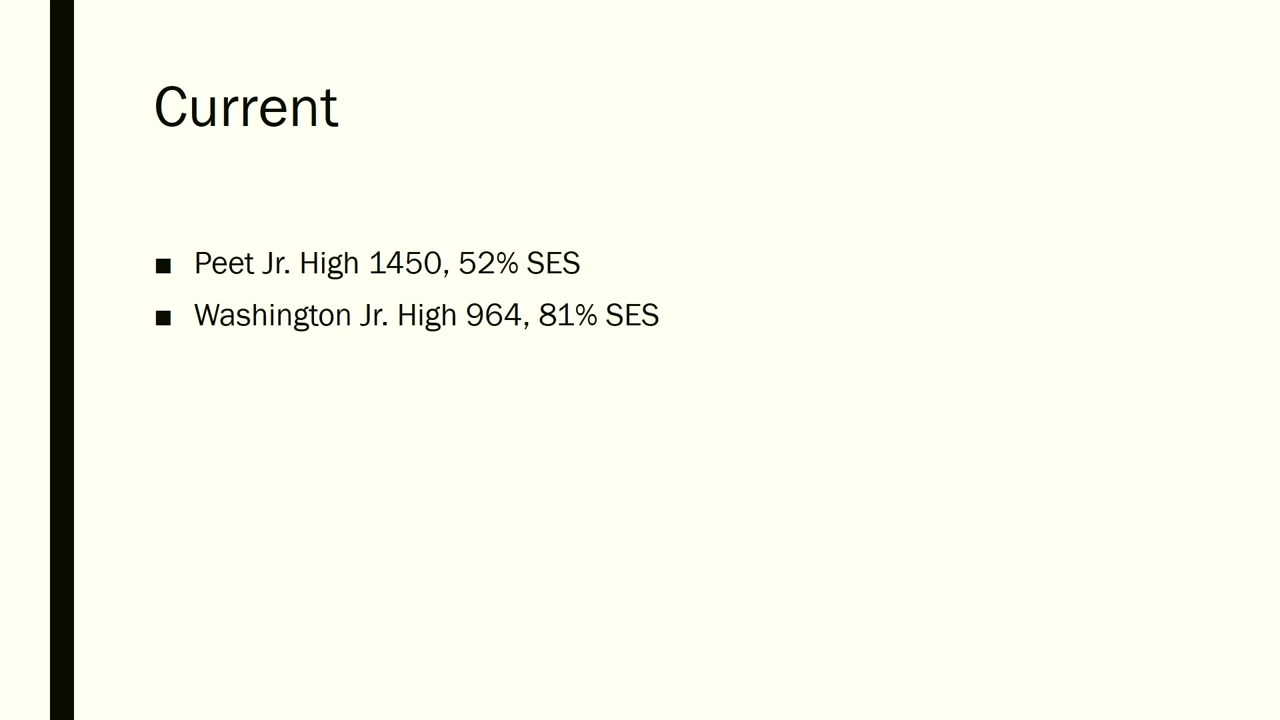 Current
■ Peet Jr. High 1450, 52% SES
■ Washington Jr. High 964, 81% SES